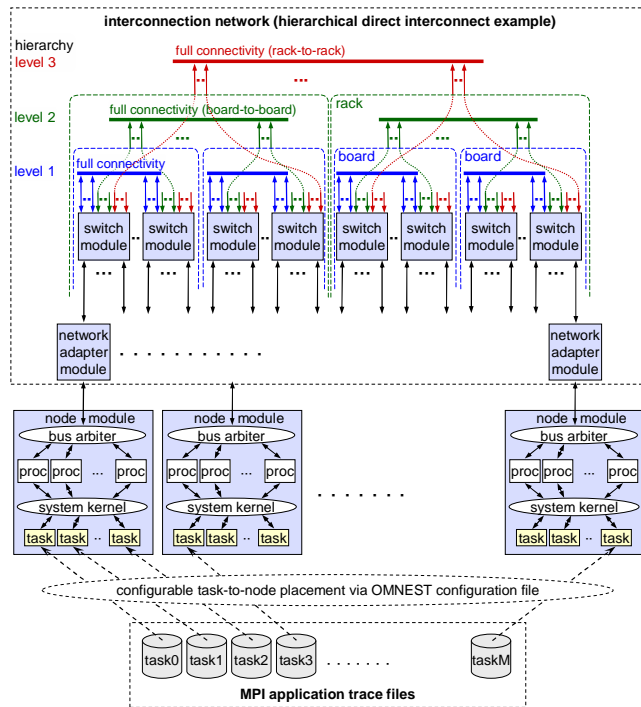 interconnection network (hierarchical direct interconnect example)
hierarchy
level 3
full connectivity (rack-to-rack)
...
level 2
full connectivity (board-to-board)
rack
...
...
level 1
full connectivity
board
board
switch module
switch module
switch module
switch module
switch module
switch module
switch module
switch module
...
...
...
...
network adapter module
. . . . . . . . . . .
network adapter module
node module
node module
node module
bus arbiter
bus arbiter
bus arbiter
proc proc ... proc
proc proc ... proc
proc proc ... proc
. . . . . . .
system kernel
system kernel
system kernel
task task .. task
task task .. task
task task .. task
configurable task-to-node placement via OMNEST configuration file
task0 task1 task2 task3 . . . . . . . taskM
MPI application trace files